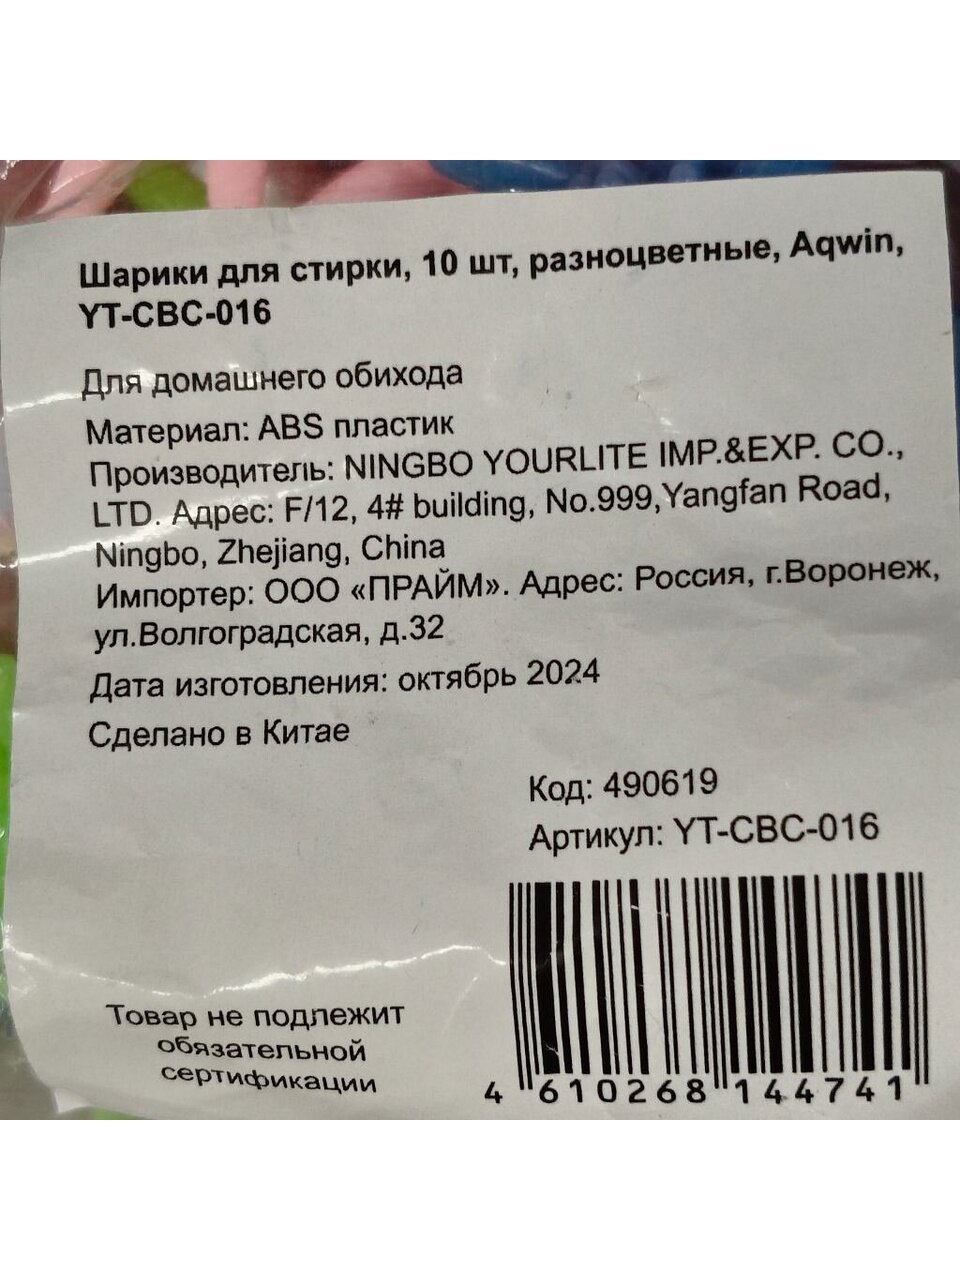 Шарики для стирки, 10 шт, разноцветные, Aqwin,
YT-CBC-016
Для домашнего обихода
Материал: ABS пластик
Производитель: NINGBO YOURLITE IMP.&EXP. CO.,
LTD. Адрес: F/12, 4# building, No.999,Yangfan Road,
Ningbo, Zhejiang, China
Импортер: ООО «ПРАЙМ». Адрес: Россия, г.Воронеж,
ул.Волгоградская, д.32
Дата изготовления: октябрь 2024
Сделано в Китае
Код: 490619
Артикул: YT-CBC-016
Товар не подлежит
обязательной
сертификации
4 610268 144741